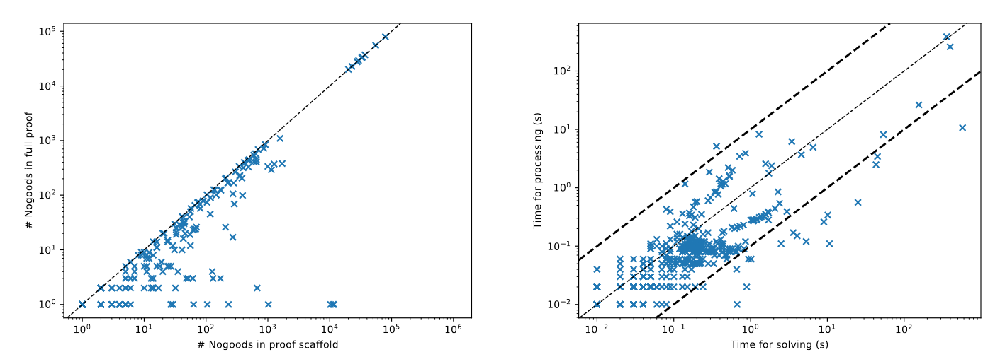 10^5
10^4
10^3
10^2
10^1
10^0
# Nogoods in full proof
10^0 10^1 10^2 10^3 10^4 10^5 10^6
# Nogoods in proof scaffold
10^2
10^1
10^0
10^−1
10^−2
Time for processing (s)
10^−2 10^−1 10^0 10^1 10^2
Time for solving (s)